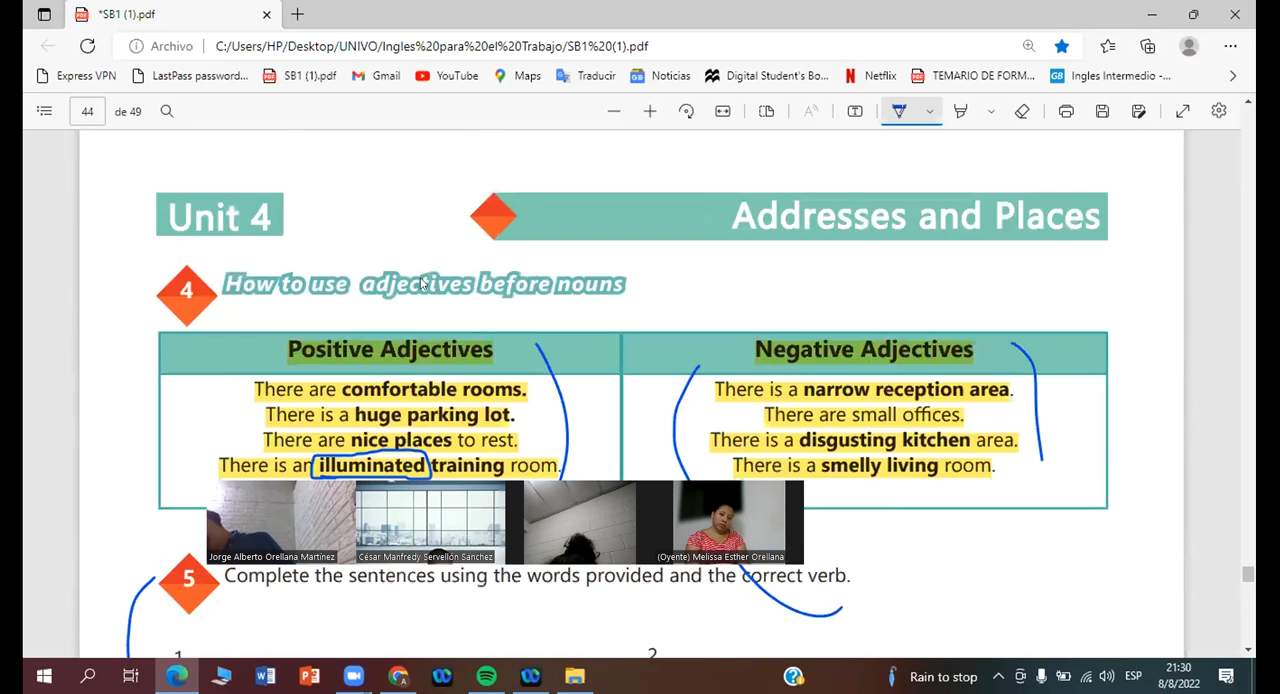 *SB1 (1).pdf
Archivo C:/Users/HP/Desktop/UNIVO/Ingles%20para%20el%20Trabajo/SB1%20(1).pdf
Express VPN LastPass password... SB1 (1).pdf Gmail YouTube Maps Traducir Noticias Digital Student's Bo... Netflix TEMARIO DE FORM... Ingles Intermedio -...
44 de 49
Unit 4 Addresses and Places
4 How to use adjectives before nouns
Positive Adjectives
There are comfortable rooms.
There is a huge parking lot.
There are nice places to rest.
There is an illuminated training room.
Negative Adjectives
There is a narrow reception area.
There are small offices.
There is a disgusting kitchen area.
There is a smelly living room.
Jorge Alberto Orellana Martínez
César Manfredy Servellón Sánchez
(Oyente) Melissa Esther Orellana
5 Complete the sentences using the words provided and the correct verb.
1 2
Rain to stop ESP 21:30
8/8/2022